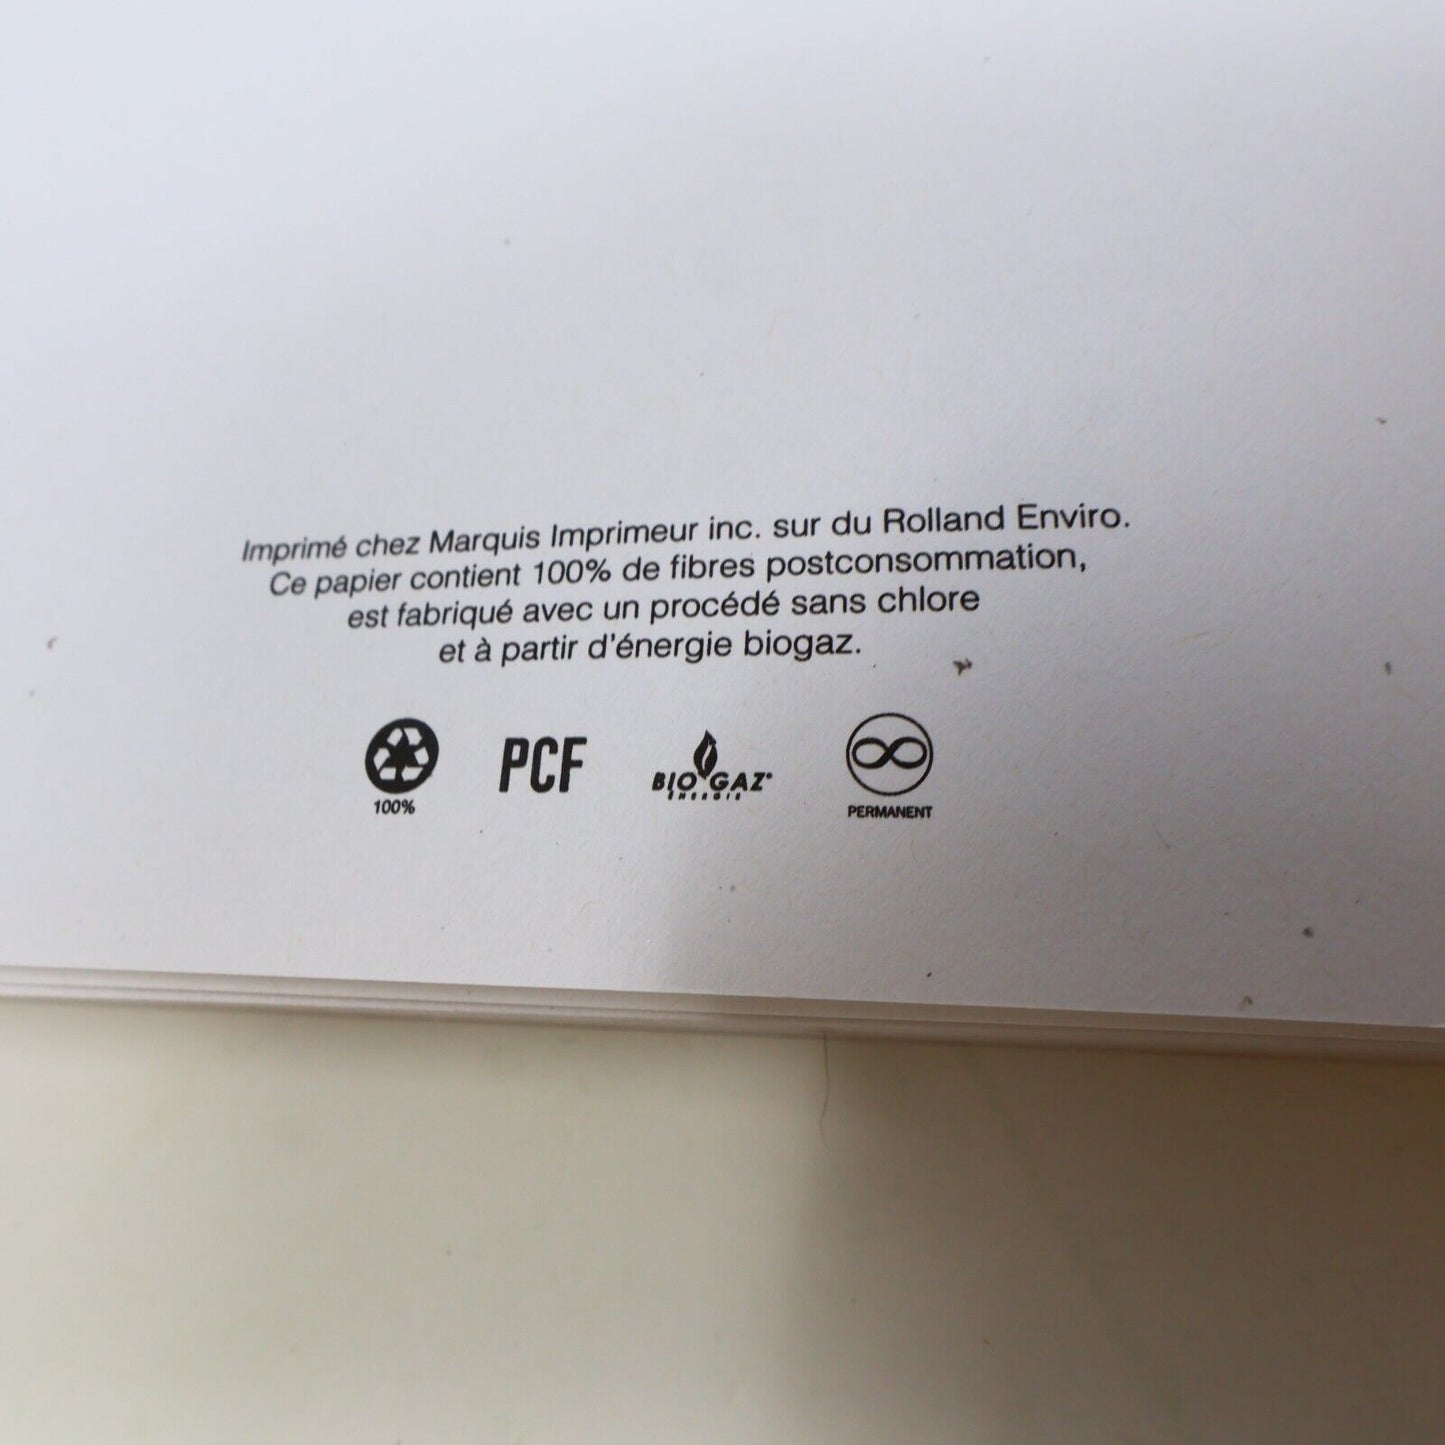 Imprimé chez Marquis Imprimeur inc. sur du Rolland Enviro.
Ce papier contient 100% de fibres postconsommation,
est fabriqué avec un procédé sans chlore
et à partir d'énergie biogaz.
100%
PCF
BIO GAZ
ÉNERGIE
PERMANENT